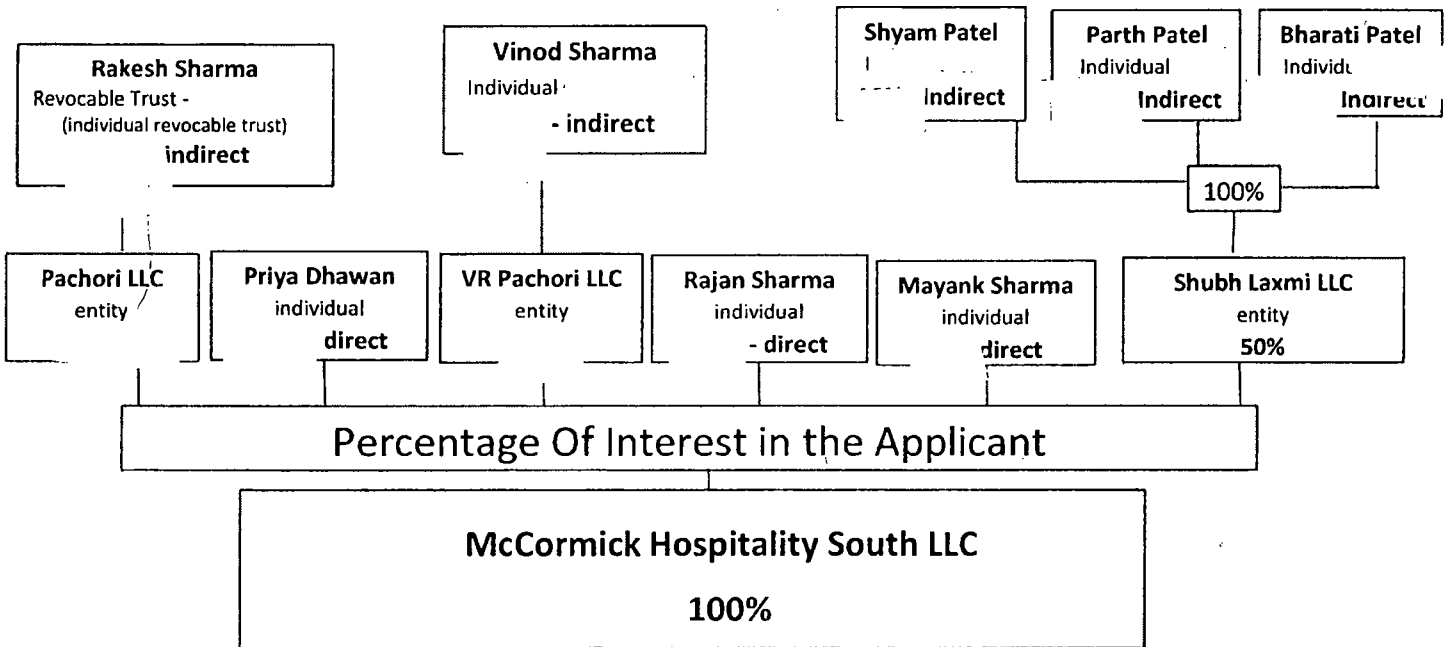 Rakesh Sharma
Revocable Trust -
(individual revocable trust)
indirect
Vinod Sharma
Individual
- indirect
Shyam Patel
Indirect
Parth Patel
Individual
Indirect
Bharati Patel
Indirect
100%
Pachori LLC
entity
Priya Dhawan
individual
direct
VR Pachori LLC
entity
Rajan Sharma
individual
- direct
Mayank Sharma
individual
direct
Shubh Laxmi LLC
entity
50%
Percentage Of Interest in the Applicant
McCormick Hospitality South LLC
100%